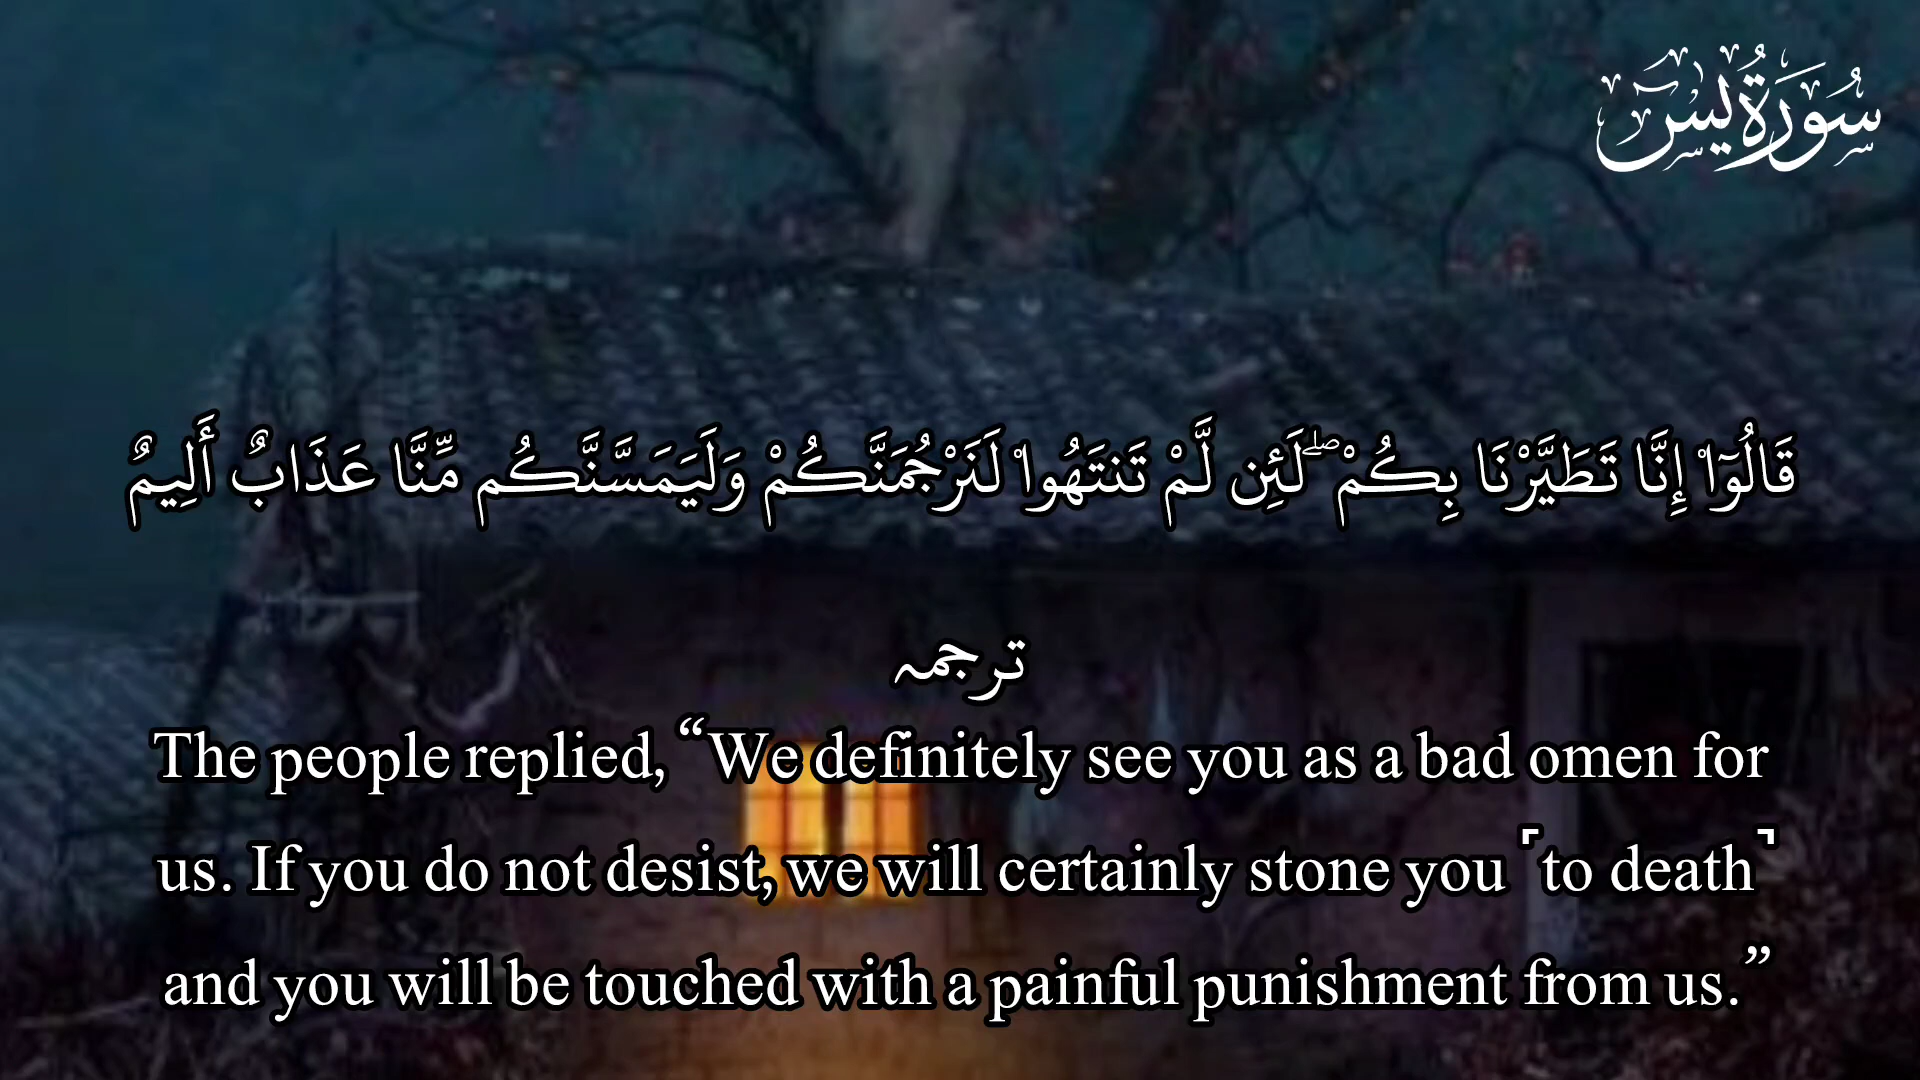 سُورَةُ يسٓ
قَالُوٓا۟ إِنَّا تَطَيَّرْنَا بِكُمْ ۖ لَئِن لَّمْ تَنتَهُوا۟ لَنَرْجُمَنَّكُمْ وَلَيَمَسَّنَّكُم مِّنَّا عَذَابٌ أَلِيمٌ
ترجمہ
The people replied, “We definitely see you as a bad omen for
us. If you do not desist, we will certainly stone you ˹to death˺
and you will be touched with a painful punishment from us.”